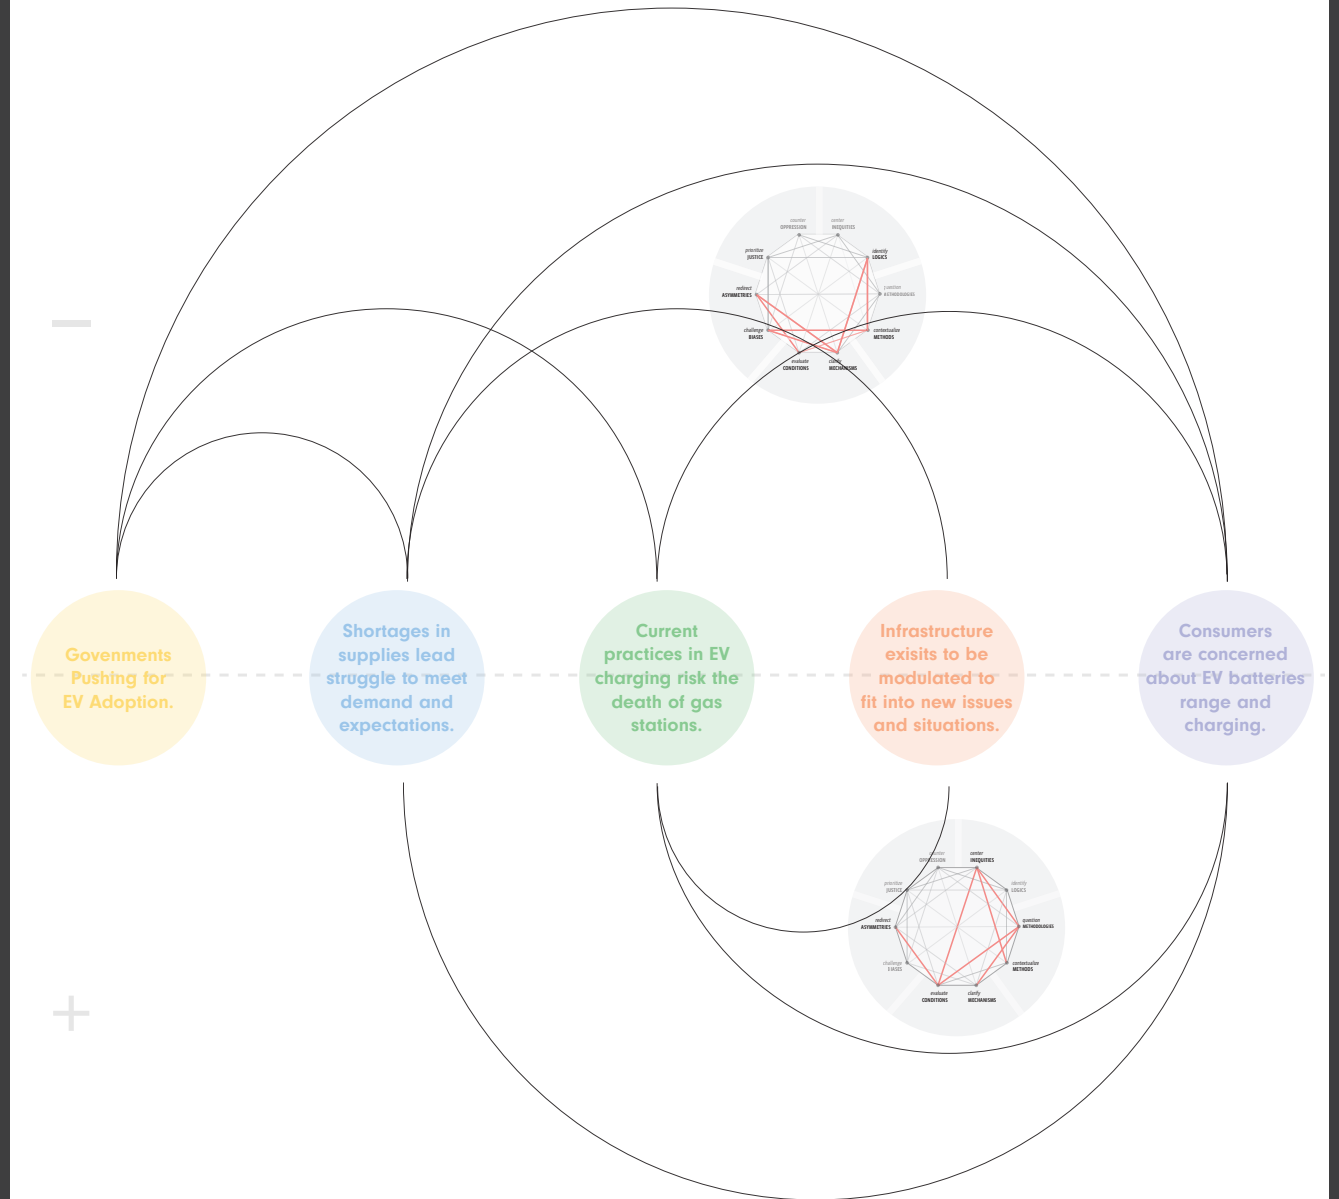 counter
OPPRESSION
center
INEQUITIES
prioritize
JUSTICE
identify
LOGICS
redirect
ASYMMETRIES
question
METHODOLOGIES
challenge
BIASES
contextualize
METHODS
evaluate
CONDITIONS
clarify
MECHANISMS
−
Govenments
Pushing for
EV Adoption.
Shortages in
supplies lead
struggle to meet
demand and
expectations.
Current
practices in EV
charging risk the
death of gas
stations.
Infrastructure
exisits to be
modulated to
fit into new issues
and situations.
Consumers
are concerned
about EV batteries
range and
charging.
counter
OPPRESSION
center
INEQUITIES
prioritize
JUSTICE
identify
LOGICS
redirect
ASYMMETRIES
question
METHODOLOGIES
challenge
BIASES
contextualize
METHODS
evaluate
CONDITIONS
clarify
MECHANISMS
+